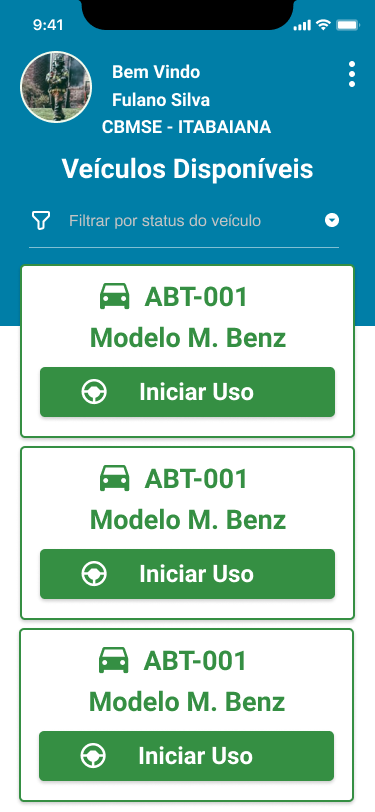 9:41
Bem Vindo
Fulano Silva
CBMSE - ITABAIANA
Veículos Disponíveis
Filtrar por status do veículo
ABT-001
Modelo M. Benz
Iniciar Uso
ABT-001
Modelo M. Benz
Iniciar Uso
ABT-001
Modelo M. Benz
Iniciar Uso